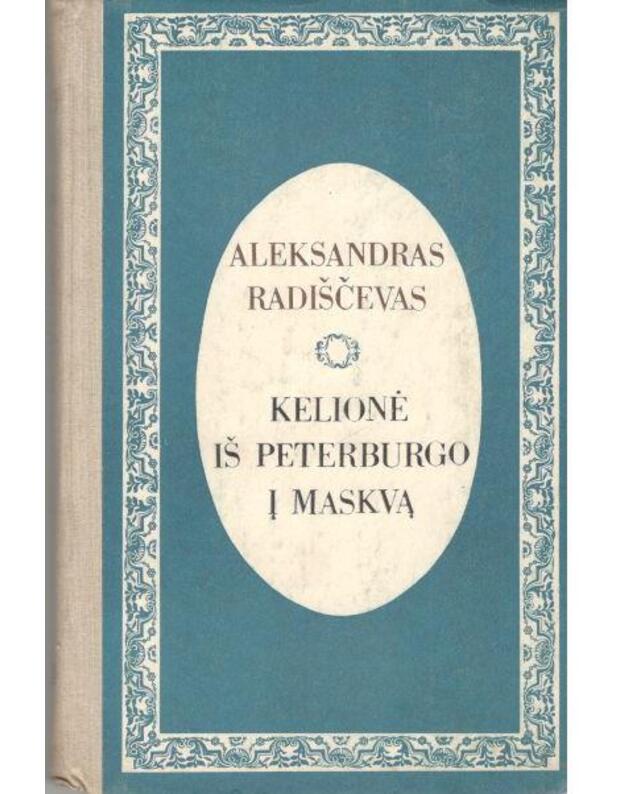 ALEKSANDRAS
RADIŠČEVAS
KELIONĖ
IŠ PETERBURGO
Į MASKVĄ